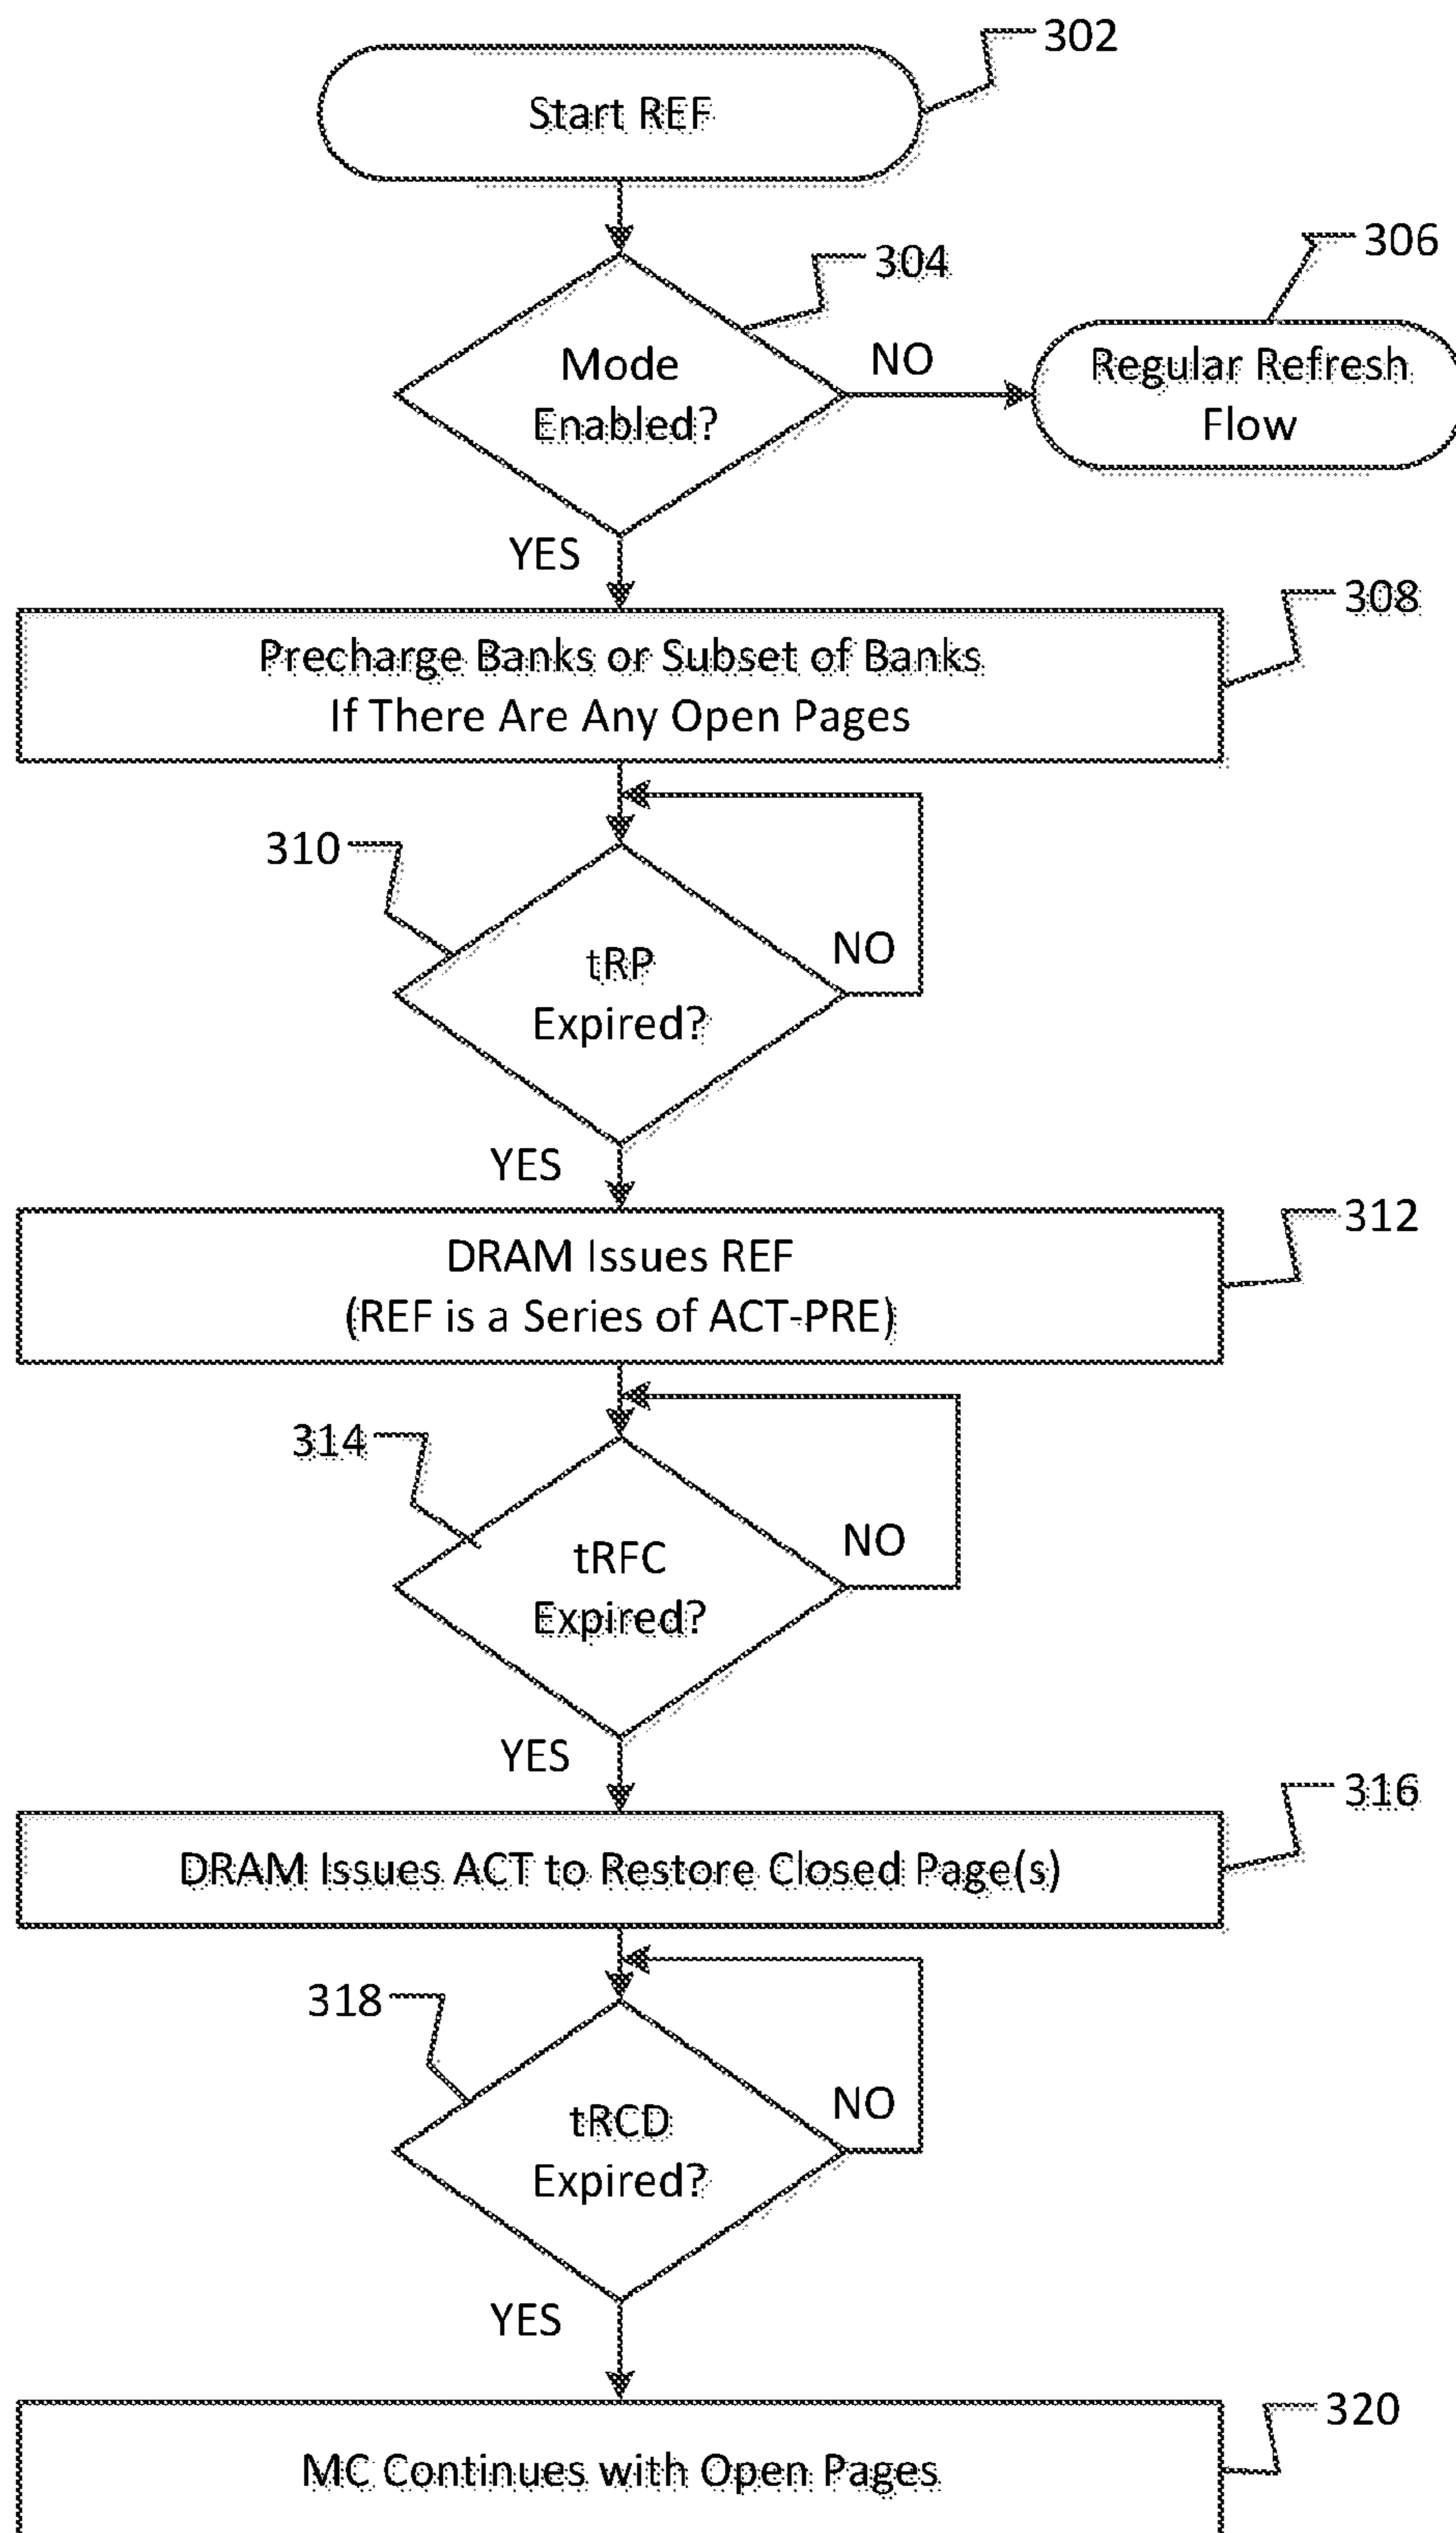 302
Start REF
304
306
Mode
Enabled?
NO
Regular Refresh
Flow
YES
308
Precharge Banks or Subset of Banks
If There Are Any Open Pages
310
tRP
Expired?
NO
YES
312
DRAM Issues REF
(REF is a Series of ACT-PRE)
314
tRFC
Expired?
NO
YES
316
DRAM Issues ACT to Restore Closed Page(s)
318
tRCD
Expired?
NO
YES
320
MC Continues with Open Pages